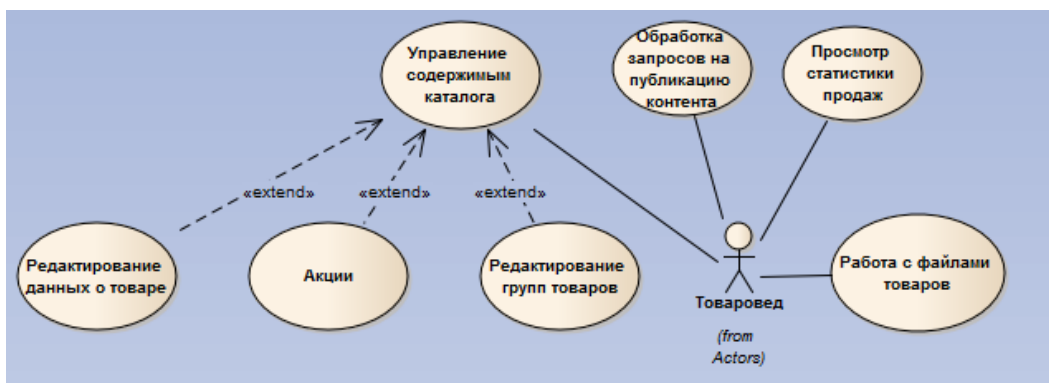 Управление
содержимым
каталога
Обработка
запросов на
публикацию
контента
Просмотр
статистики
продаж
«extend»
«extend»
«extend»
Редактирование
данных о товаре
Акции
Редактирование
групп товаров
Товаровед
(from
Actors)
Работа с файлами
товаров